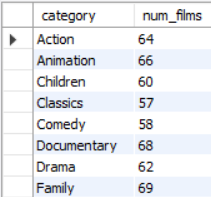 category num_films
Action 64
Animation 66
Children 60
Classics 57
Comedy 58
Documentary 68
Drama 62
Family 69